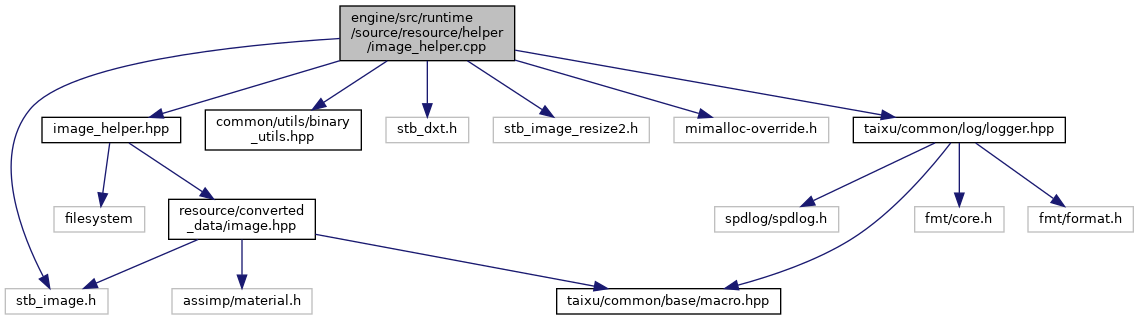 engine/src/runtime
/source/resource/helper
/image_helper.cpp
image_helper.hpp
common/utils/binary
_utils.hpp
stb_dxt.h
stb_image_resize2.h
mimalloc-override.h
taixu/common/log/logger.hpp
filesystem
resource/converted
_data/image.hpp
spdlog/spdlog.h
fmt/core.h
fmt/format.h
stb_image.h
assimp/material.h
taixu/common/base/macro.hpp